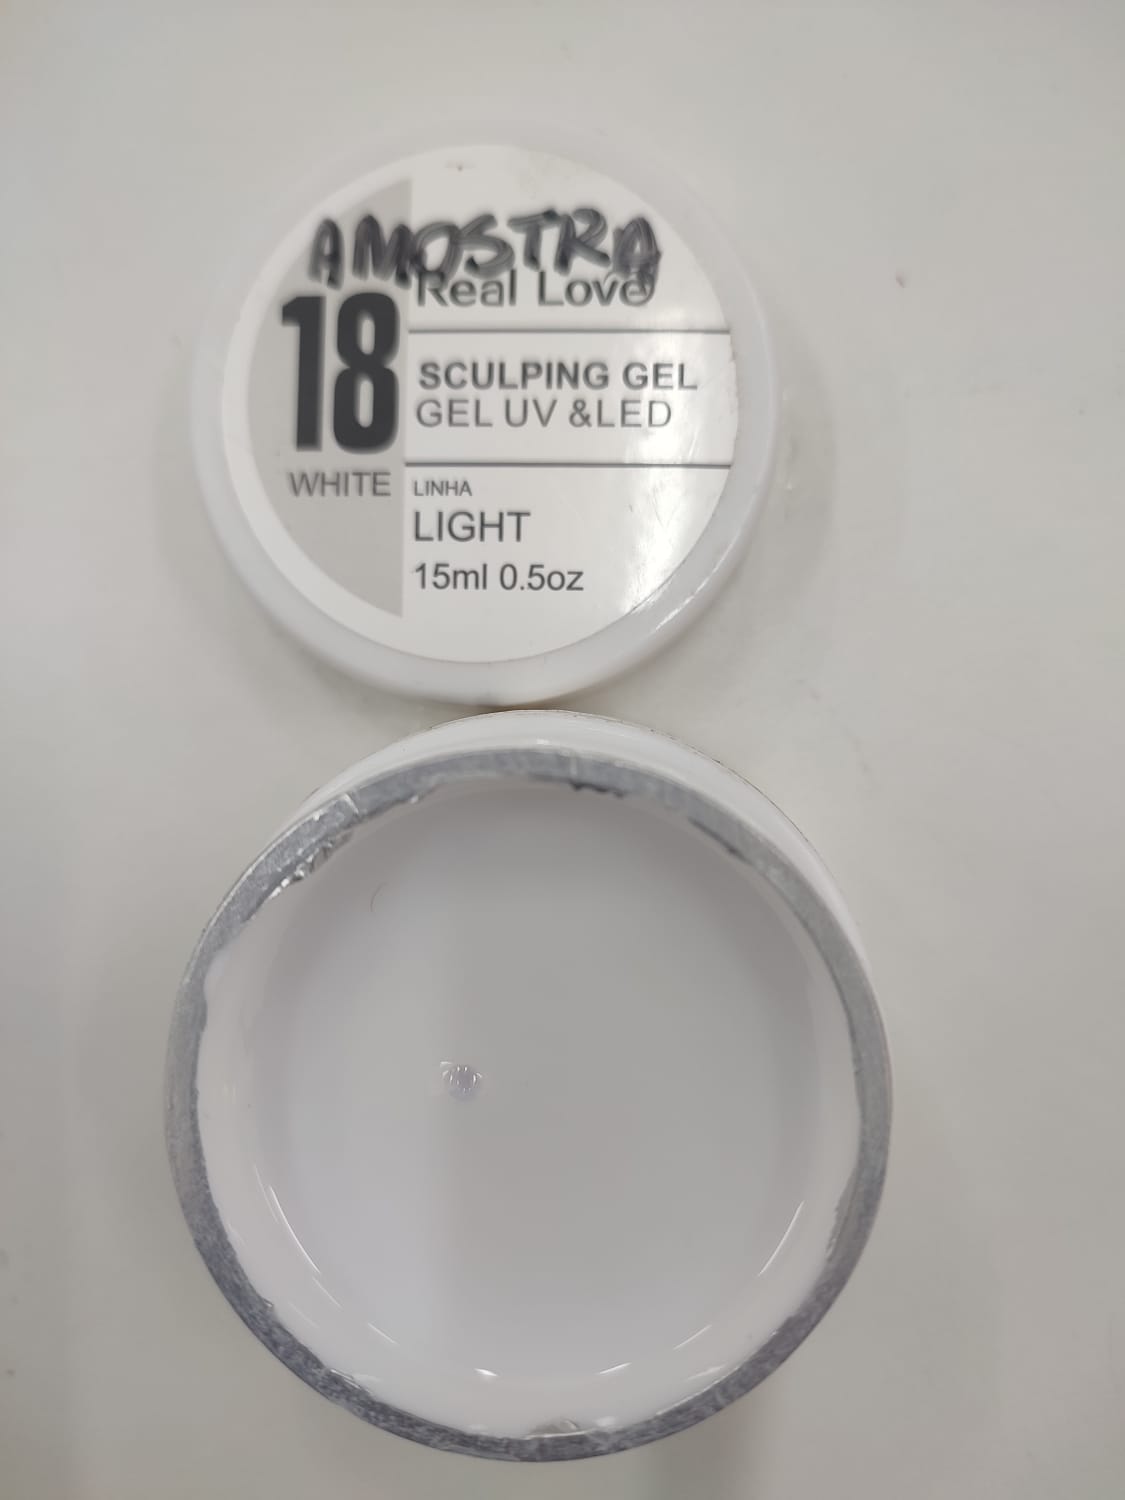 AMOSTRA
Real Love
18
WHITE
SCULPING GEL
GEL UV &LED
LINHA
LIGHT
15ml 0.5oz